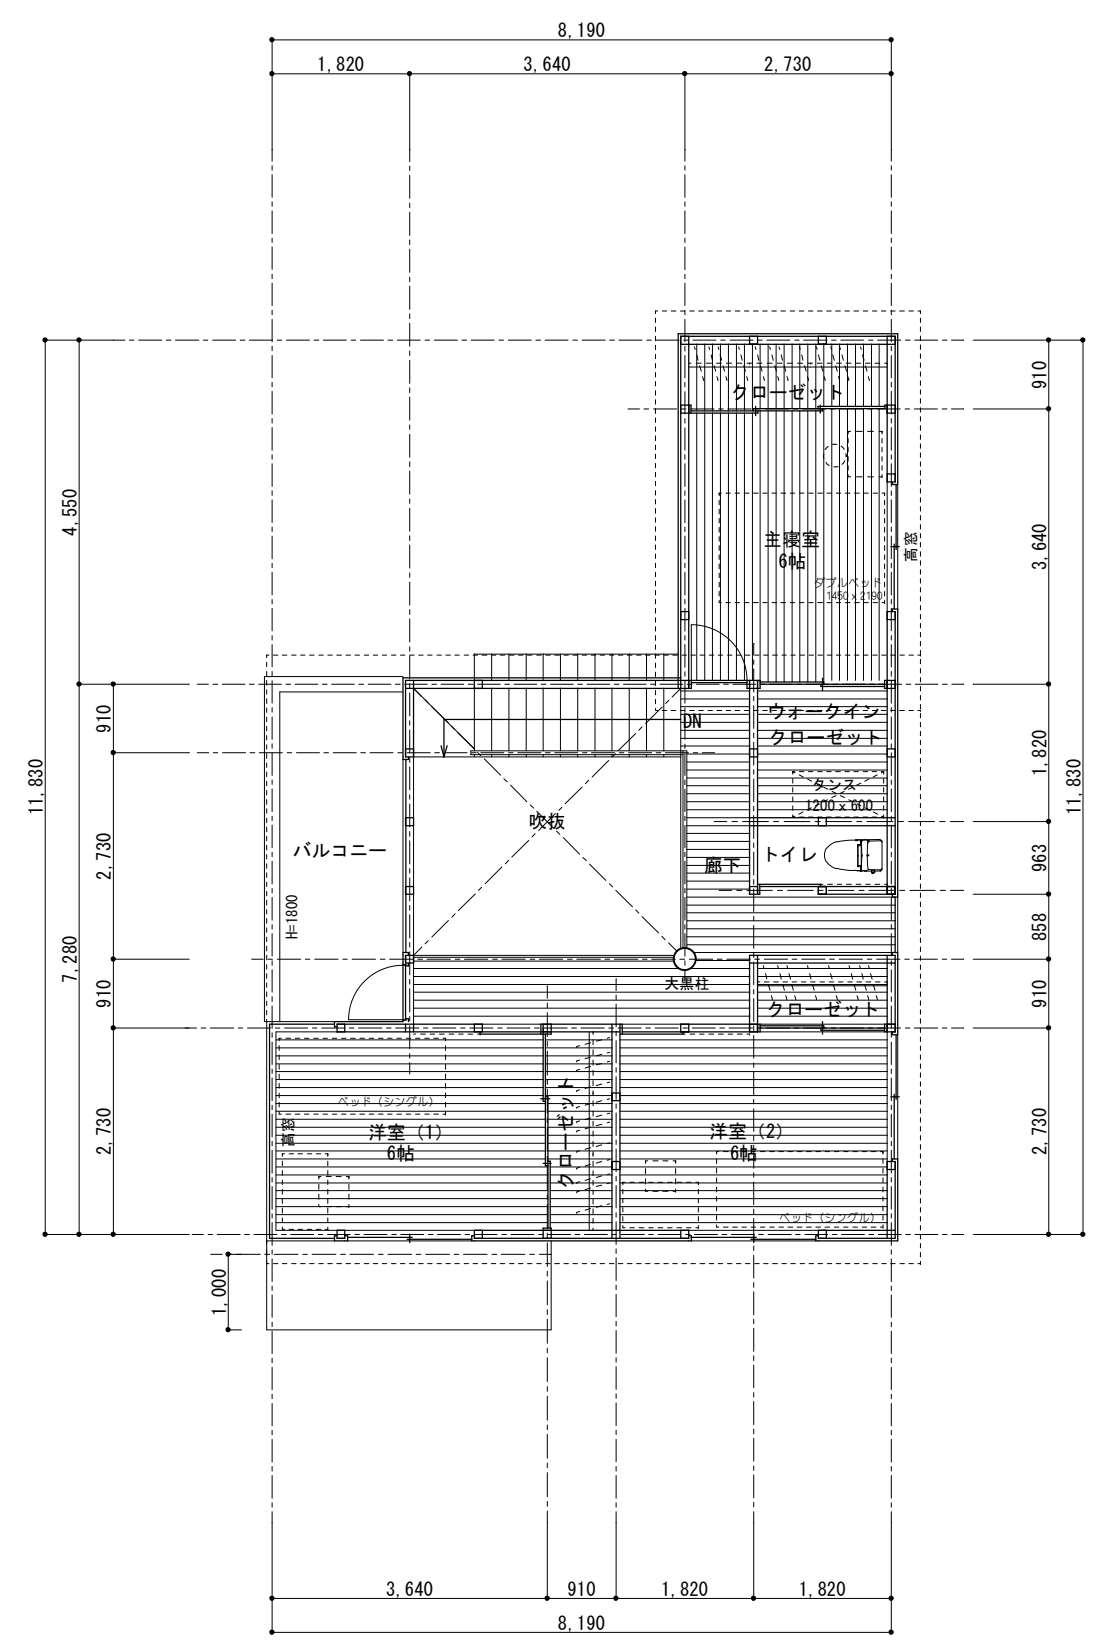 8,190
1,820
3,640
2,730
910
クローゼット
4,550
主寝室
6帖
高窓
3,640
ダブルベッド
1450 x 2190
DN
ウォークイン
クローゼット
910
1,820
11,830
タンス
1200 x 600
11,830
吹抜
バルコニー
トイレ
2,730
963
廊下
H=1800
858
7,280
大黒柱
910
910
クローゼット
ベッド (シングル)
クローゼット
高窓
洋室 (1)
6帖
洋室 (2)
6帖
2,730
2,730
ベッド (シングル)
1,000
3,640
910
1,820
1,820
8,190